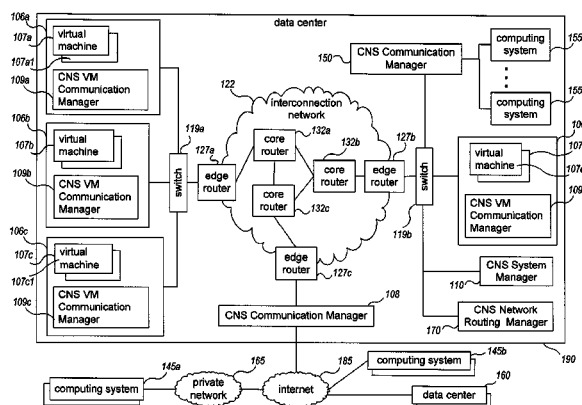 data center
106a
107a
virtual
machine
107a1
109a
CNS VM
Communication
Manager
106b
107b
virtual
machine
109b
CNS VM
Communication
Manager
106c
107c
virtual
machine
107c1
109c
CNS VM
Communication
Manager
119a
switch
127a
edge
router
122
interconnection
network
132a
core
router
132b
core
router
core
router
132c
127b
edge
router
edge
router
127c
switch
119b
150
CNS Communication
Manager
computing
system
155
computing
system
155
virtual
machine
107
CNS VM
Communication
Manager
109
CNS System
Manager
110
CNS Network
Routing Manager
170
190
CNS Communication Manager
108
computing system
145a
private
network
165
internet
185
computing system
145b
data center
160